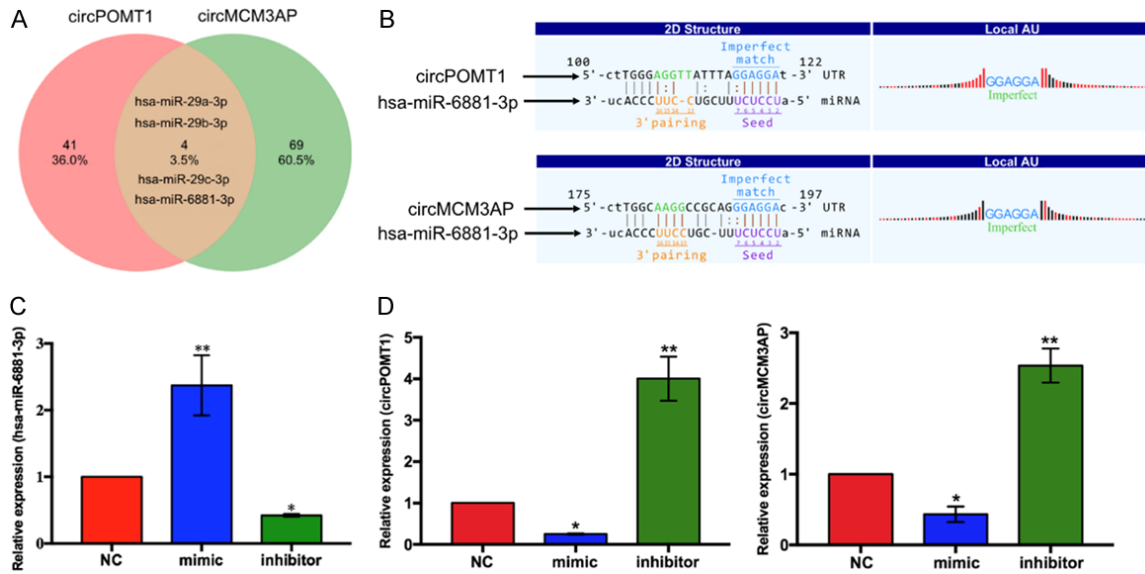 A
circPOMT1 circMCM3AP
hsa-miR-29a-3p
hsa-miR-29b-3p
41 4 69
36.0% 3.5% 60.5%
hsa-miR-29c-3p
hsa-miR-6881-3p
B
2D Structure Local AU
Imperfect
match
100 122
circPOMT1 5'-ctTGGGAGGTTATTTAGGAGGAt-3' UTR
hsa-miR-6881-3p 3'-ucACCCUUC-CUGCUUUCUCCUa-5' miRNA
3'pairing Seed
GGAGGA
Imperfect
2D Structure Local AU
Imperfect
match
175 197
circMCM3AP 5'-ctTGGCAAGGCCGCAGGGAGGAc-3' UTR
hsa-miR-6881-3p 3'-ucACCCUUCCUGC-UUUCUCCUa-5' miRNA
3'pairing Seed
GGAGGA
Imperfect
C
Relative expression (hsa-miR-6881-3p)
3
2
1
0
**
*
NC mimic inhibitor
D
Relative expression (circPOMT1)
5
4
3
2
1
0
*
**
NC mimic inhibitor
Relative expression (circMCM3AP)
3
2
1
0
*
**
NC mimic inhibitor